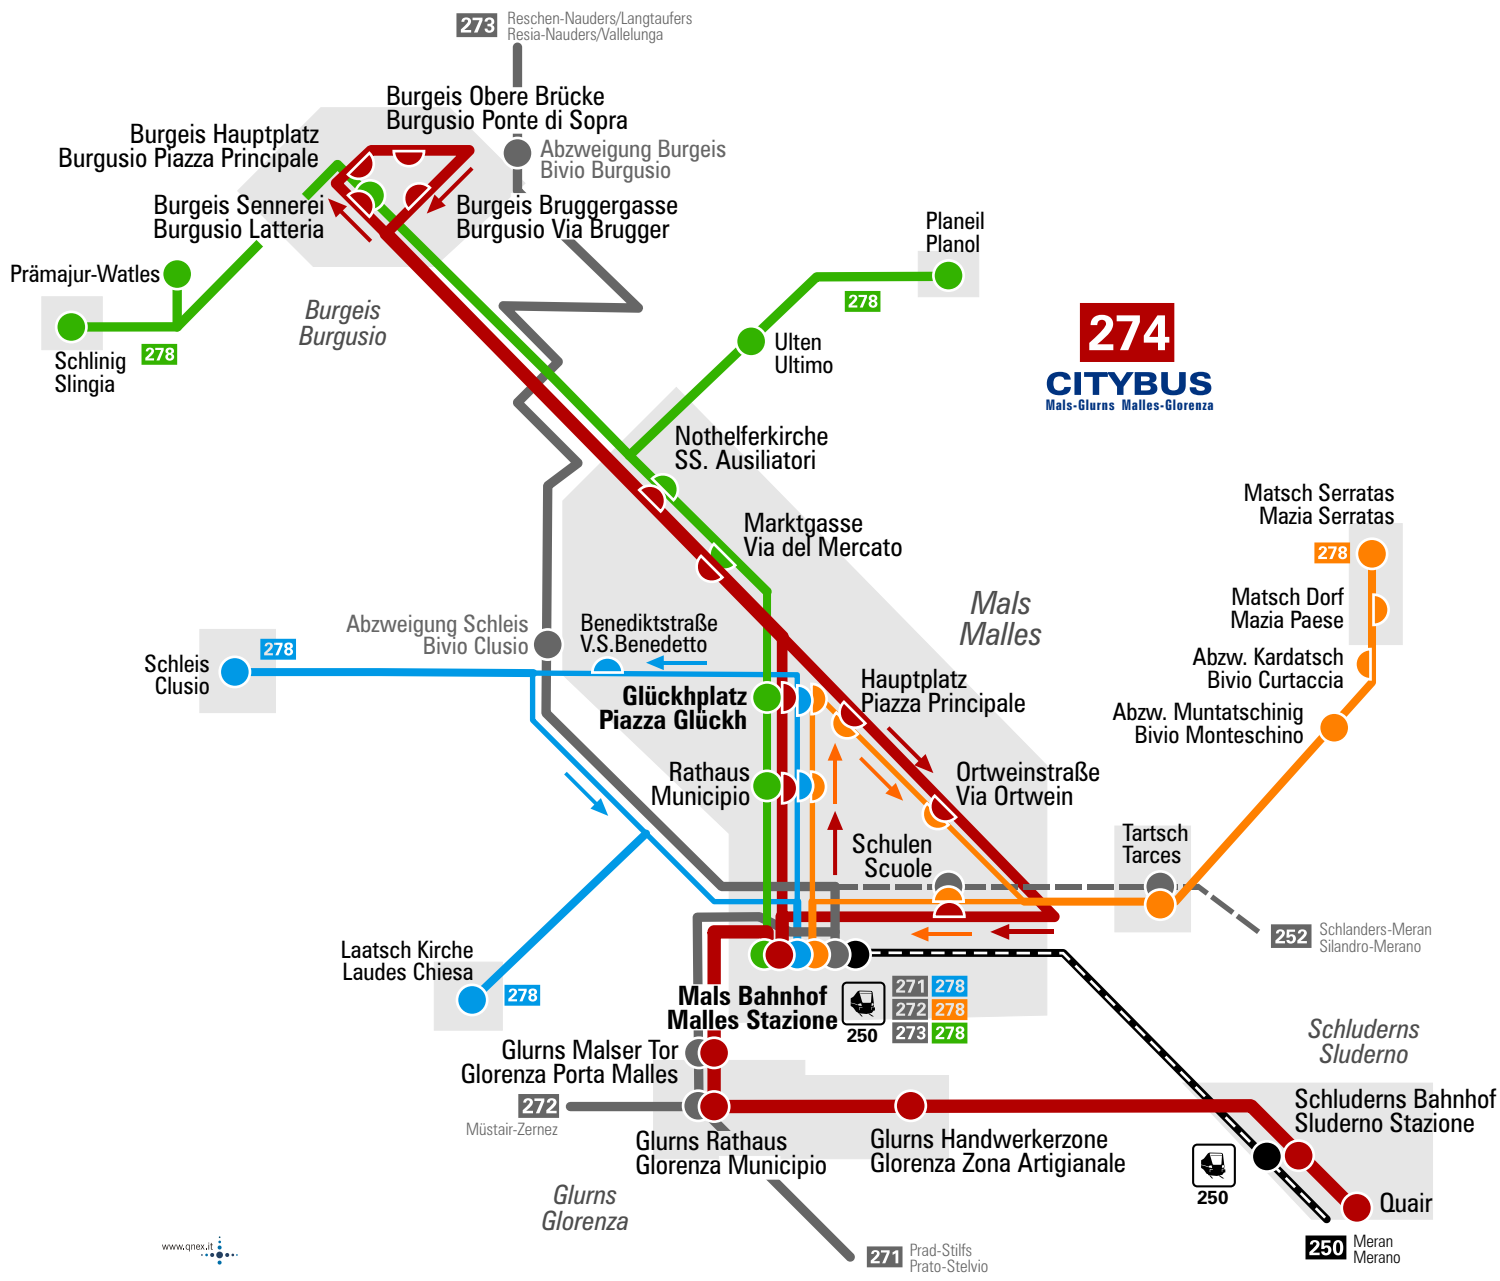 273
Reschen-Nauders/Langtaufers
Resia-Nauders/Vallelunga
Burgeis Obere Brücke
Burgusio Ponte di Sopra
Burgeis Hauptplatz
Burgusio Piazza Principale
Abzweigung Burgeis
Bivio Burgusio
Burgeis Sennerei
Burgusio Latteria
Burgeis Bruggergasse
Burgusio Via Brugger
Planeil
Planol
Prämajur-Watles
278
Burgeis
Burgusio
274
CITYBUS
Mals-Glurns Malles-Glorenza
Schlinig
Slingia
278
Ulten
Ultimo
Nothelferkirche
SS. Ausiliatori
Matsch Serratas
Mazia Serratas
Marktgasse
Via del Mercato
278
Mals
Malles
Matsch Dorf
Mazia Paese
Abzweigung Schleis
Bivio Clusio
Benediktstraße
V.S.Benedetto
278
Schleis
Clusio
Abzw. Kardatsch
Bivio Curtaccia
Glückhplatz
Piazza Glückh
Hauptplatz
Piazza Principale
Abzw. Muntatschinig
Bivio Monteschino
Rathaus
Municipio
Ortweinstraße
Via Ortwein
Schulen
Scuole
Tartsch
Tarces
252
Schlanders-Meran
Silandro-Merano
Laatsch Kirche
Laudes Chiesa
278
Mals Bahnhof
Malles Stazione
250
271 278
272 278
273 278
Schluderns
Sluderno
Glurns Malser Tor
Glorenza Porta Malles
272
Müstair-Zernez
Glurns Rathaus
Glorenza Municipio
Glurns Handwerkerzone
Glorenza Zona Artigianale
Schluderns Bahnhof
Sluderno Stazione
250
Quair
Glurns
Glorenza
271
Prad-Stilfs
Prato-Stelvio
250
Meran
Merano
www.qnex.it